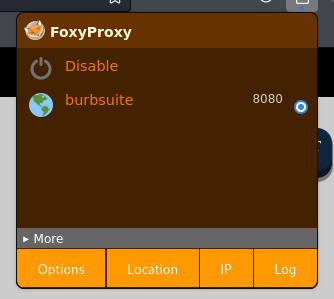 FoxyProxy
Disable
burbsuite 8080
▸ More
Options Location IP Log